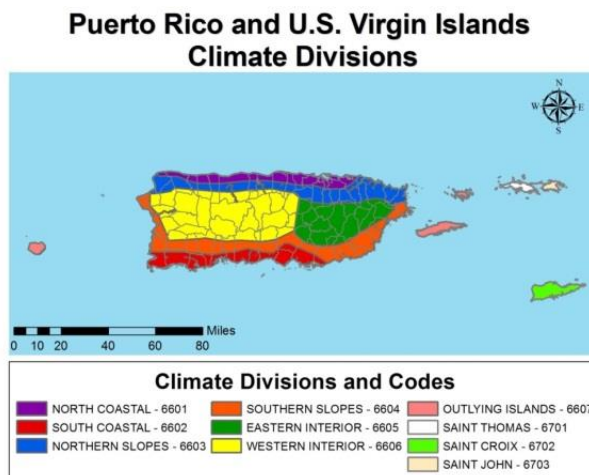 Puerto Rico and U.S. Virgin Islands
Climate Divisions
N
W E
S
Miles
0 10 20 40 60 80
Climate Divisions and Codes
NORTH COASTAL - 6601
SOUTH COASTAL - 6602
NORTHERN SLOPES - 6603
SOUTHERN SLOPES - 6604
EASTERN INTERIOR - 6605
WESTERN INTERIOR - 6606
OUTLYING ISLANDS - 6607
SAINT THOMAS - 6701
SAINT CROIX - 6702
SAINT JOHN - 6703